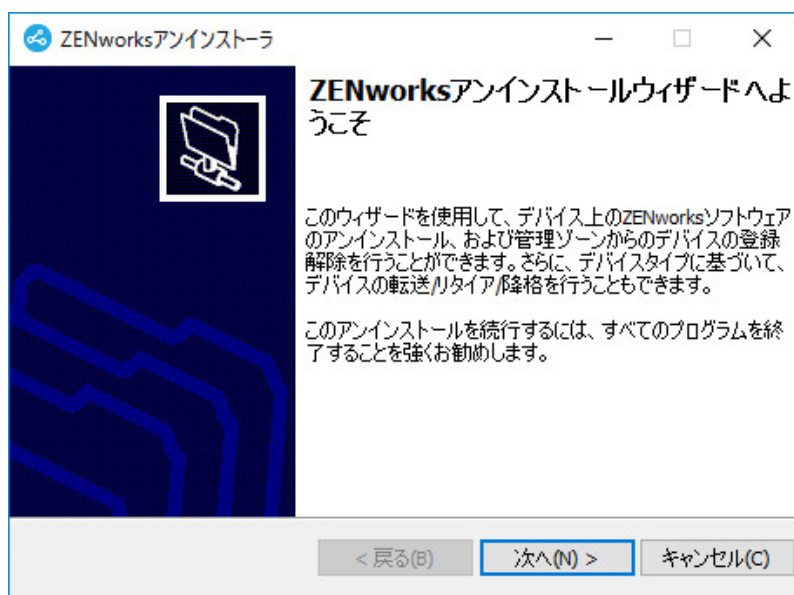 ZENworksアンインストーラ
ZENworksアンインストールウィザードへよ
うこそ
このウィザードを使用して、デバイス上のZENworksソフトウェア
のアンインストール、および管理ゾーンからのデバイスの登録
解除を行うことができます。さらに、デバイスタイプに基づいて、
デバイスの転送/リタイア/降格を行うこともできます。
このアンインストールを続行するには、すべてのプログラムを終
了することを強くお勧めします。
< 戻る(B)
次へ(N) >
キャンセル(C)